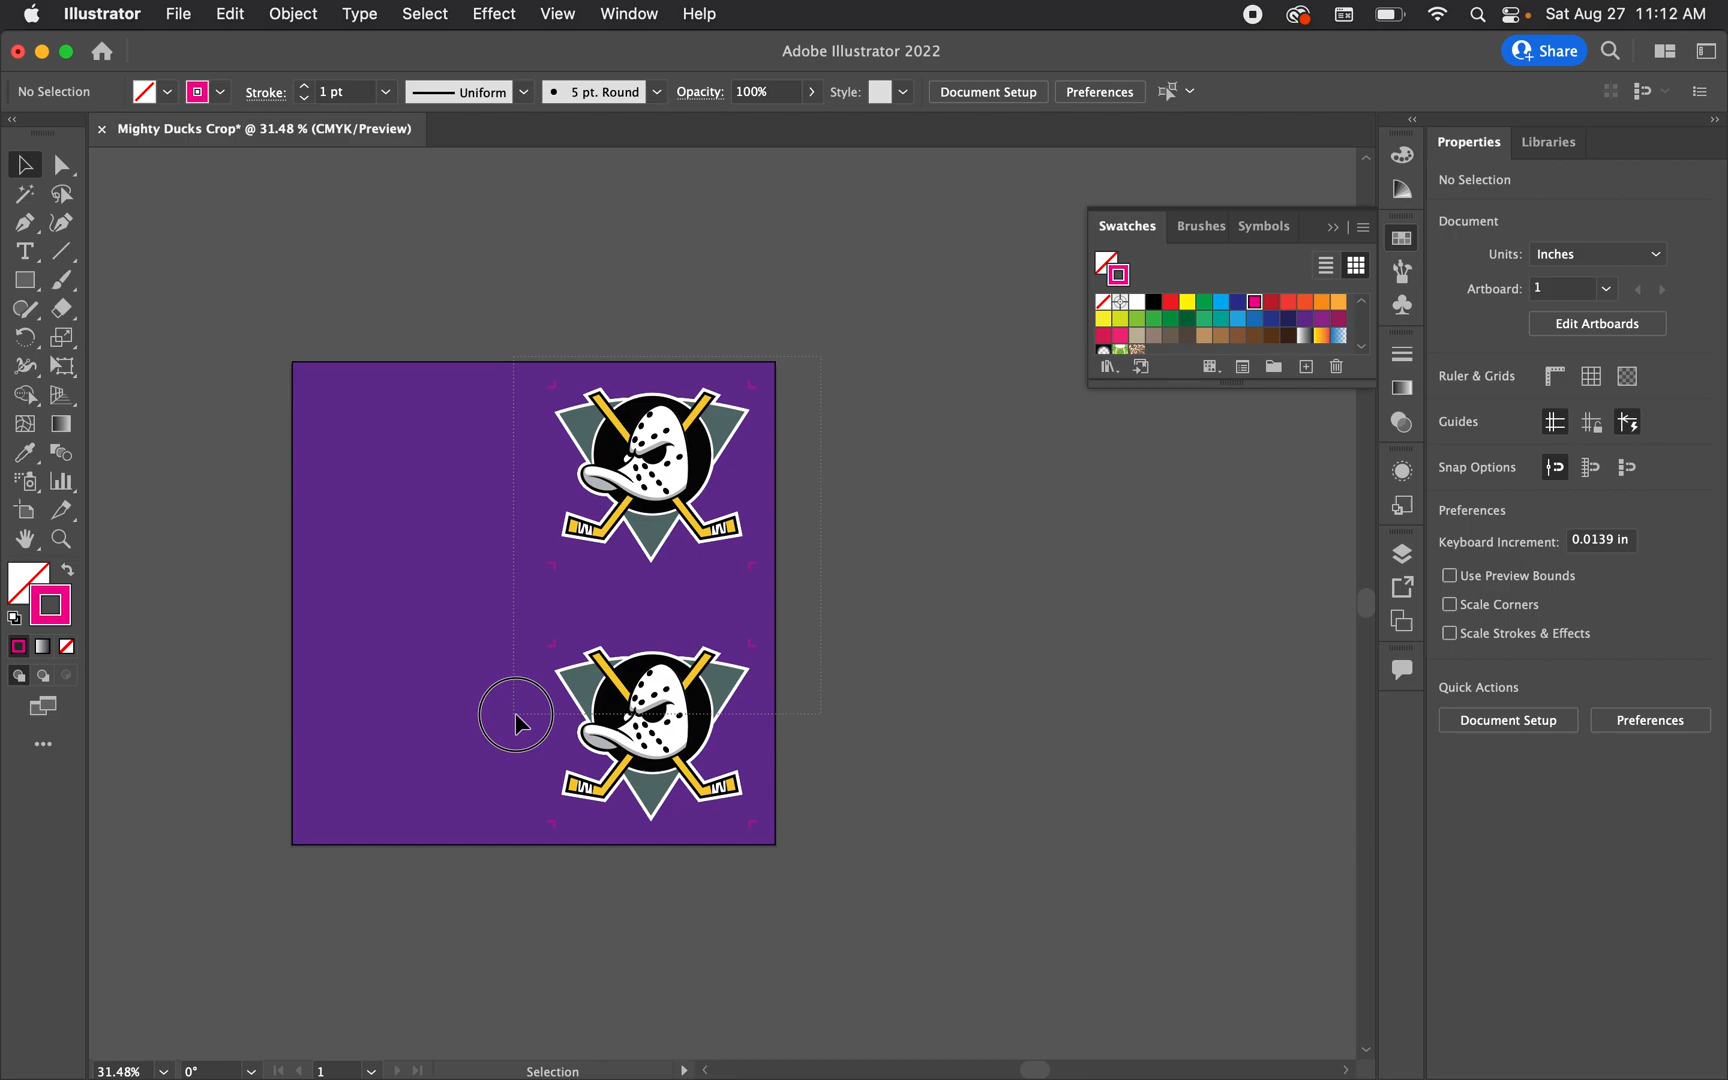 Illustrator File Edit Object Type Select Effect View Window Help Sat Aug 27 11:12 AM
Adobe Illustrator 2022 Share
No Selection Stroke: 1 pt Uniform 5 pt. Round Opacity: 100% Style: Document Setup Preferences
Mighty Ducks Crop* @ 31.48 % (CMYK/Preview)
Properties Libraries
No Selection
Document
Units: Inches
Artboard: 1
Edit Artboards
Ruler & Grids
Guides
Snap Options
Preferences
Keyboard Increment: 0.0139 in
Use Preview Bounds
Scale Corners
Scale Strokes & Effects
Quick Actions
Document Setup Preferences
Swatches Brushes Symbols
31.48% 0° 1 Selection